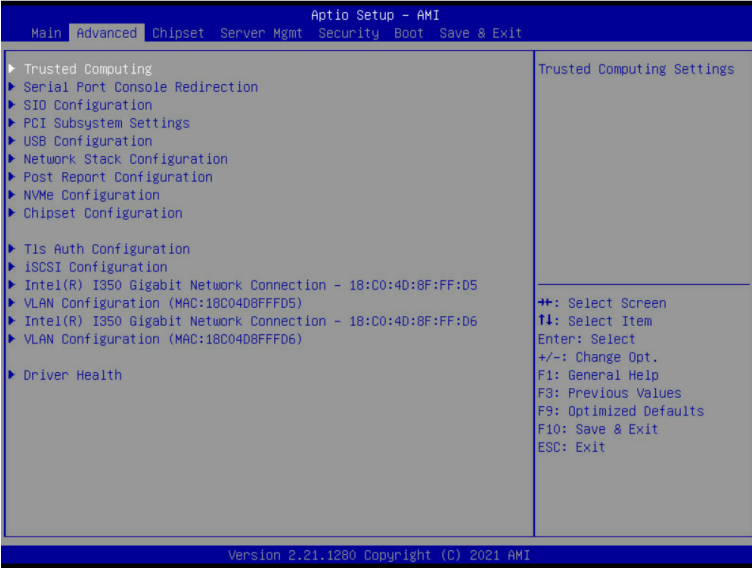 Aptio Setup – AMI
Main Advanced Chipset Server Mgmt Security Boot Save & Exit
Trusted Computing
Serial Port Console Redirection
SIO Configuration
PCI Subsystem Settings
USB Configuration
Network Stack Configuration
Post Report Configuration
NVMe Configuration
Chipset Configuration
Tls Auth Configuration
iSCSI Configuration
Intel(R) I350 Gigabit Network Connection – 18:C0:4D:8F:FF:D5
VLAN Configuration (MAC:18C04D8FFFD5)
Intel(R) I350 Gigabit Network Connection – 18:C0:4D:8F:FF:D6
VLAN Configuration (MAC:18C04D8FFFD6)
Driver Health
Trusted Computing Settings
→←: Select Screen
↑↓: Select Item
Enter: Select
+/-: Change Opt.
F1: General Help
F3: Previous Values
F9: Optimized Defaults
F10: Save & Exit
ESC: Exit
Version 2.21.1280 Copyright (C) 2021 AMI